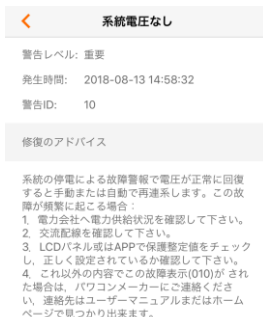 系統電圧なし
警告レベル: 重要
発生時間: 2018-08-13 14:58:32
警告ID: 10
修復のアドバイス
系統の停電による故障警報で電圧が正常に回復
すると手動または自動で再連系します。この故
障が頻繁に起こる場合：
1，電力会社へ電力供給状況を確認して下さい。
2，交流配線を確認して下さい。
3，LCDパネル或はAPPで保護整定値をチェック
し，正しく設定されているか確認して下さい。
4，これ以外の内容でこの故障表示(010)が され
た場合は，パワコンメーカーにご連絡くださ
い，連絡先はユーザーマニュアルまだはホーム
ページで見つかり出来ます。